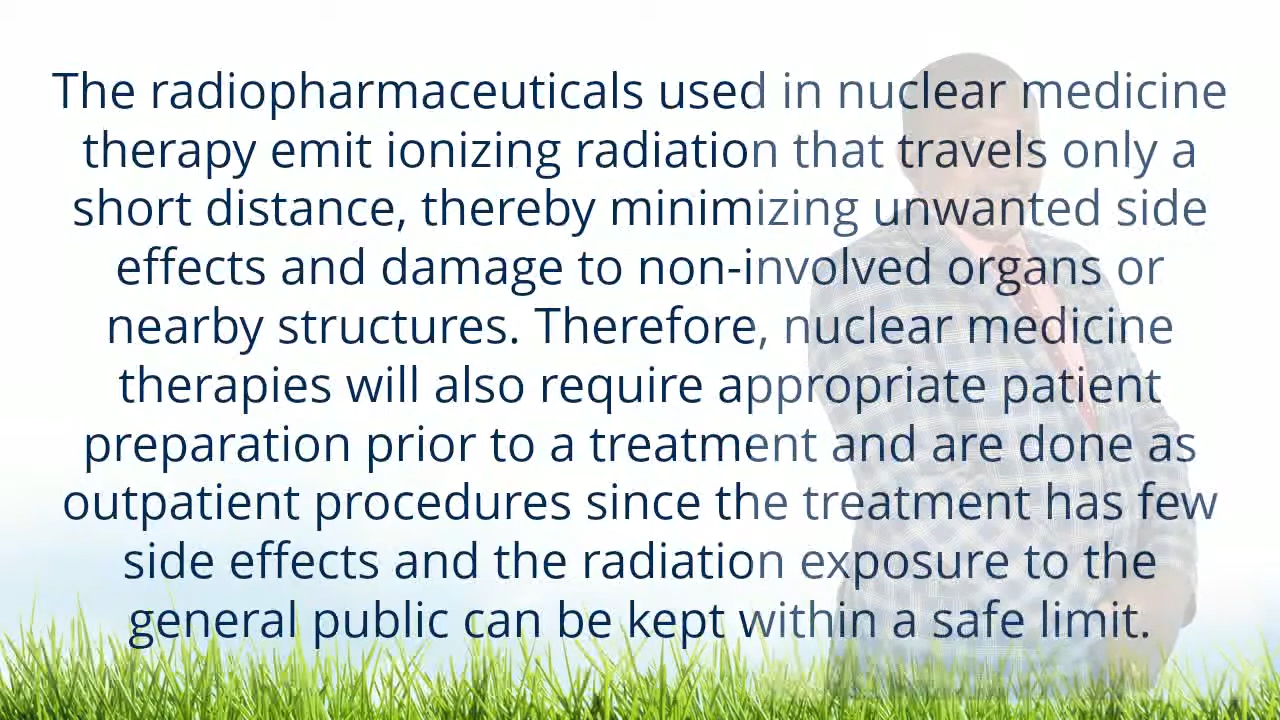 The radiopharmaceuticals used in nuclear medicine
therapy emit ionizing radiation that travels only a
short distance, thereby minimizing unwanted side
effects and damage to non-involved organs or
nearby structures. Therefore, nuclear medicine
therapies will also require appropriate patient
preparation prior to a treatment and are done as
outpatient procedures since the treatment has few
side effects and the radiation exposure to the
general public can be kept within a safe limit.